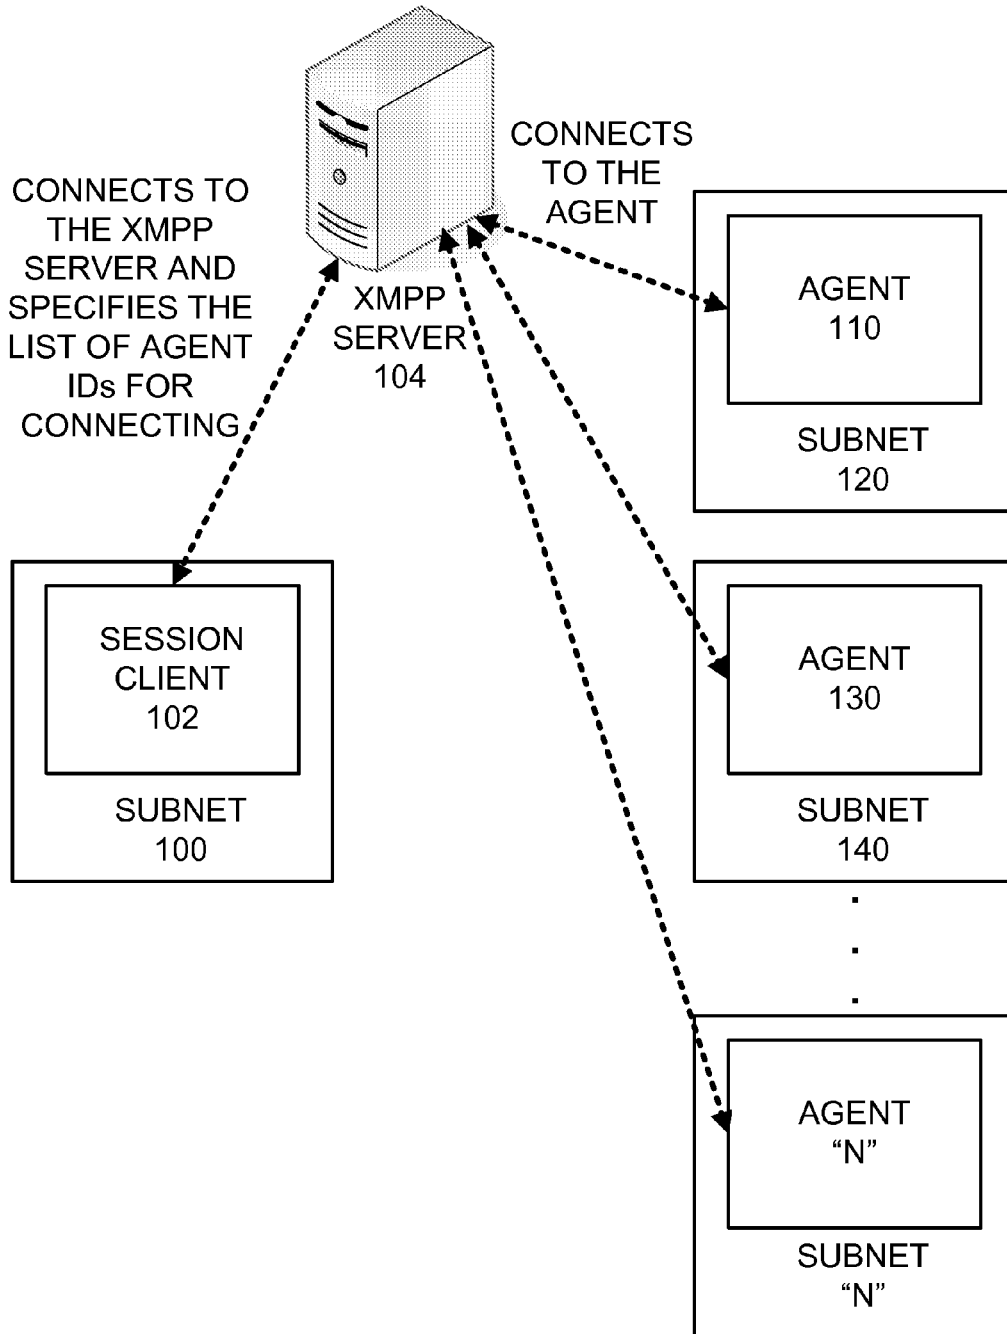 CONNECTS TO
THE XMPP
SERVER AND
SPECIFIES THE
LIST OF AGENT
IDs FOR
CONNECTING
XMPP
SERVER
104
CONNECTS
TO THE
AGENT
AGENT
110
SUBNET
120
SESSION
CLIENT
102
SUBNET
100
AGENT
130
SUBNET
140
AGENT
“N”
SUBNET
“N”